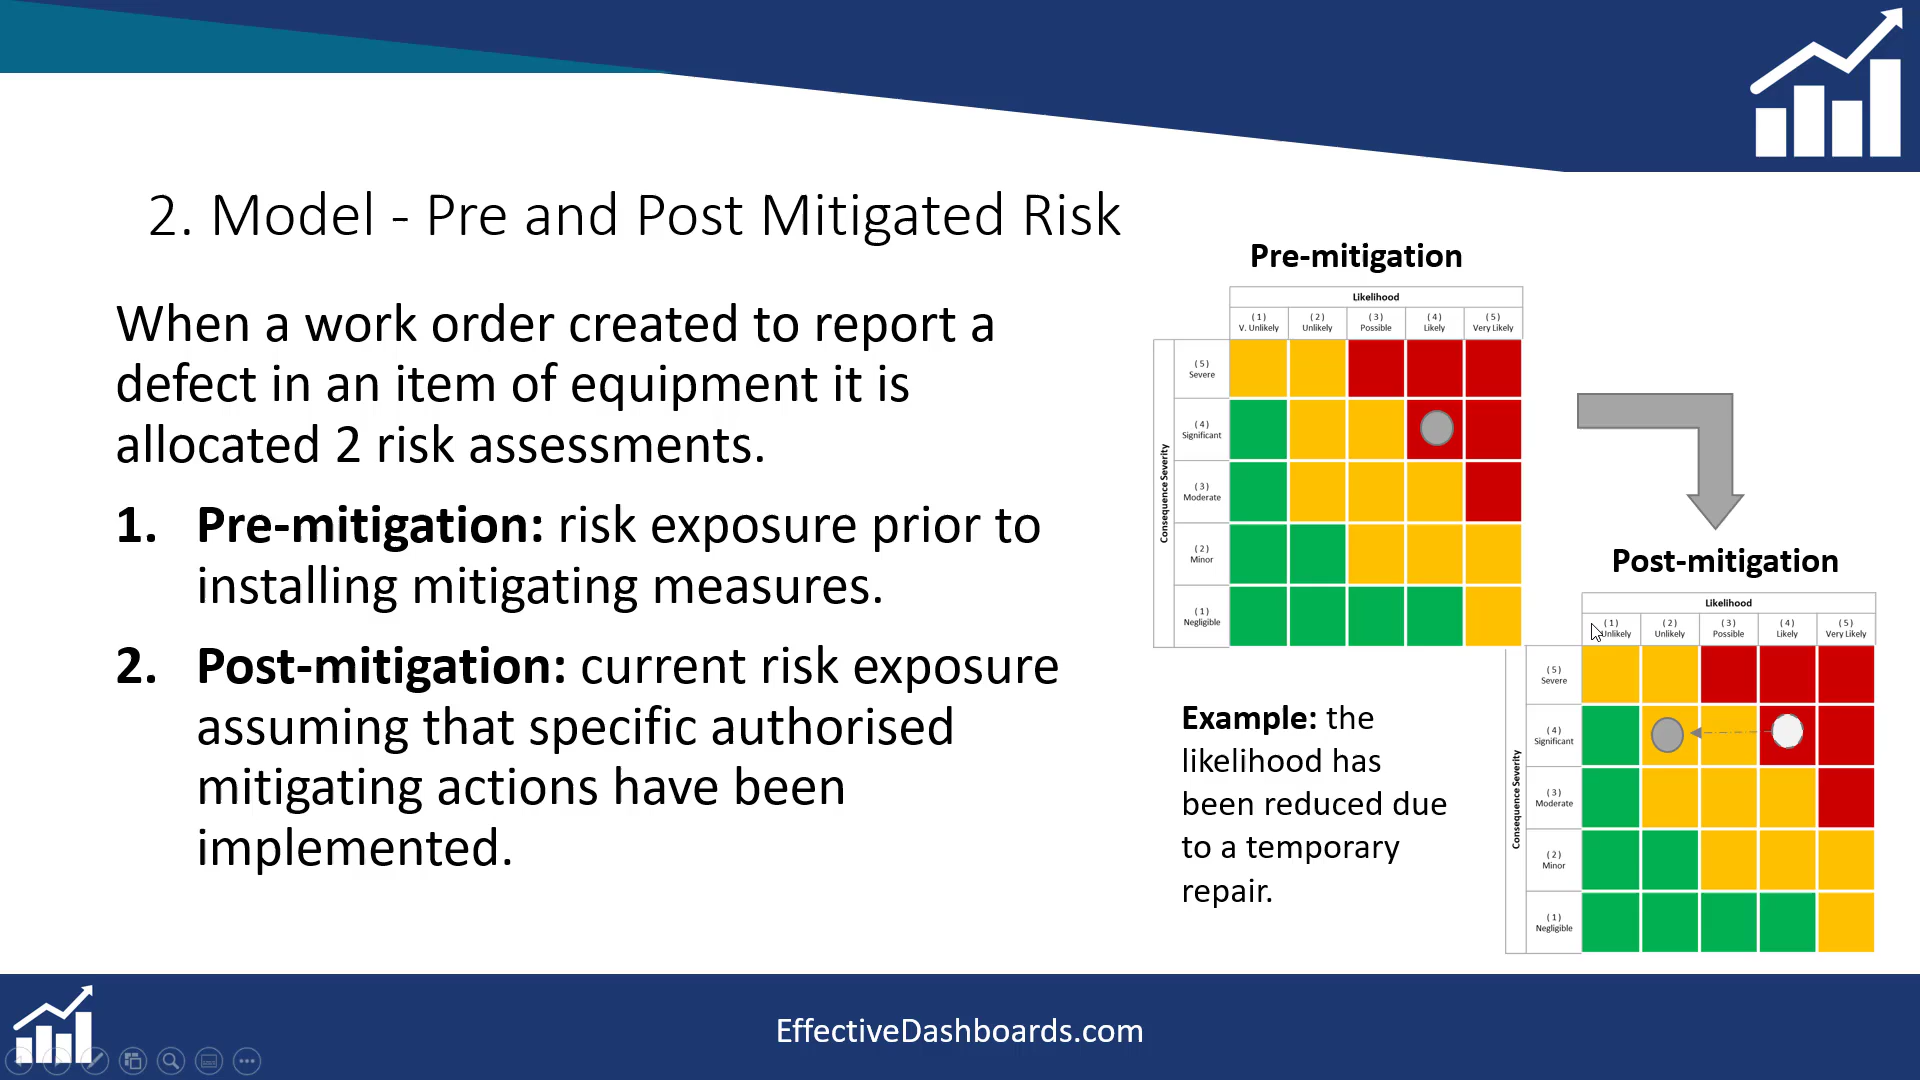 2. Model - Pre and Post Mitigated Risk
When a work order created to report a
defect in an item of equipment it is
allocated 2 risk assessments.
1. Pre-mitigation: risk exposure prior to
installing mitigating measures.
2. Post-mitigation: current risk exposure
assuming that specific authorised
mitigating actions have been
implemented.
Pre-mitigation
Likelihood
(1) (2) (3) (4) (5)
V. Unlikely Unlikely Possible Likely Very Likely
Consequence Severity
(5)
Severe
(4)
Significant
(3)
Moderate
(2)
Minor
(1)
Negligible
Example: the
likelihood has
been reduced due
to a temporary
repair.
Post-mitigation
Likelihood
(1) (2) (3) (4) (5)
Unlikely Unlikely Possible Likely Very Likely
Consequence Severity
(5)
Severe
(4)
Significant
(3)
Moderate
(2)
Minor
(1)
Negligible
EffectiveDashboards.com